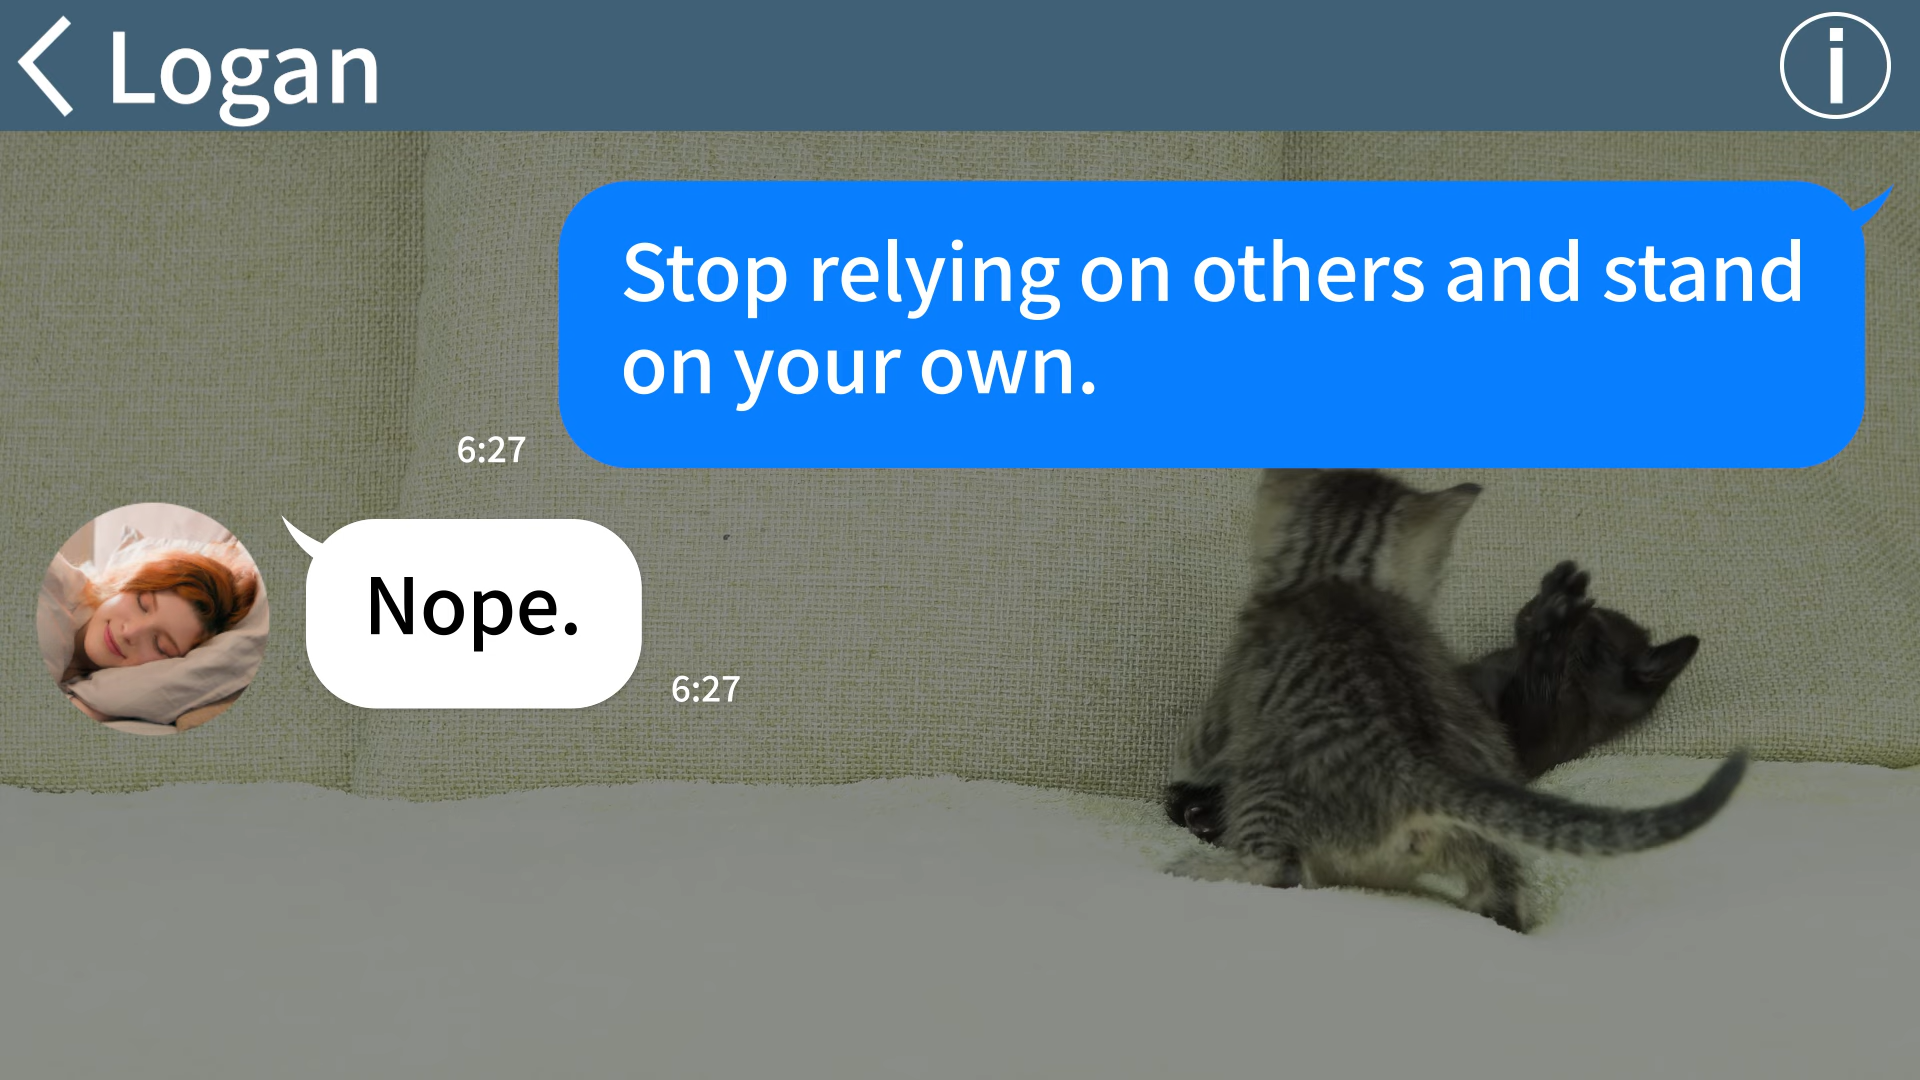 Logan
Stop relying on others and stand
on your own.
6:27
Nope.
6:27